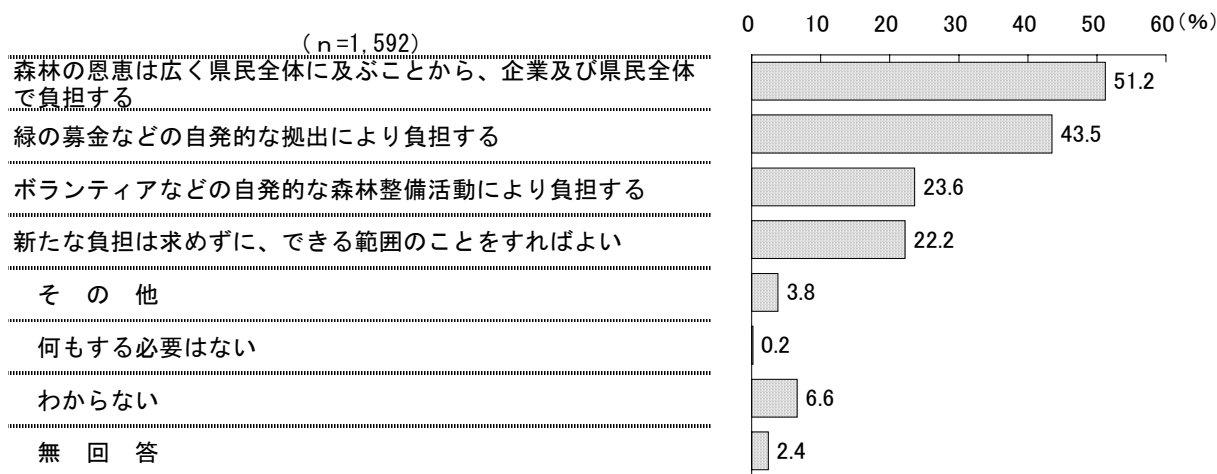 0 10 20 30 40 50 60(%)
(n=1,592)
森林の恩恵は広く県民全体に及ぶことから、企業及び県民全体
で負担する
51.2
緑の募金などの自発的な拠出により負担する
43.5
ボランティアなどの自発的な森林整備活動により負担する
23.6
新たな負担は求めずに、できる範囲のことをすればよい
22.2
そ の 他
3.8
何もする必要はない
0.2
わからない
6.6
無 回 答
2.4